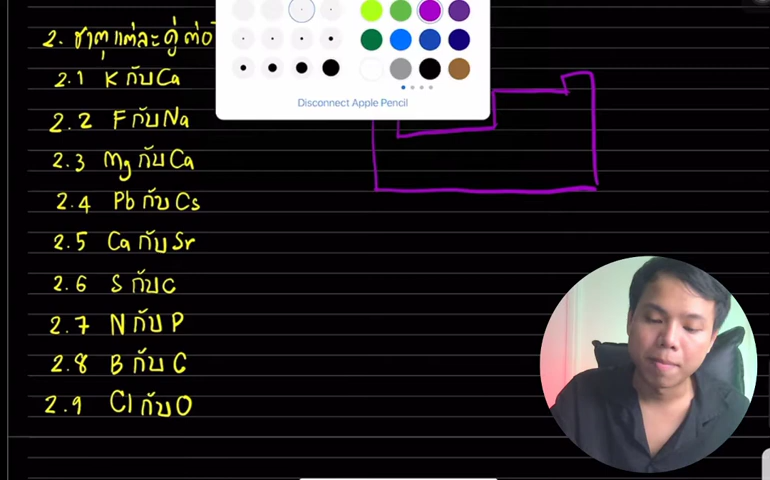 2. ธาตุแต่ละคู่ต่อ
2.1 K กับ Ca
2.2 F กับ Na
2.3 Mg กับ Ca
2.4 Pb กับ Cs
2.5 Ca กับ Sr
2.6 S กับ C
2.7 N กับ P
2.8 B กับ C
2.9 Cl กับ O
Disconnect Apple Pencil